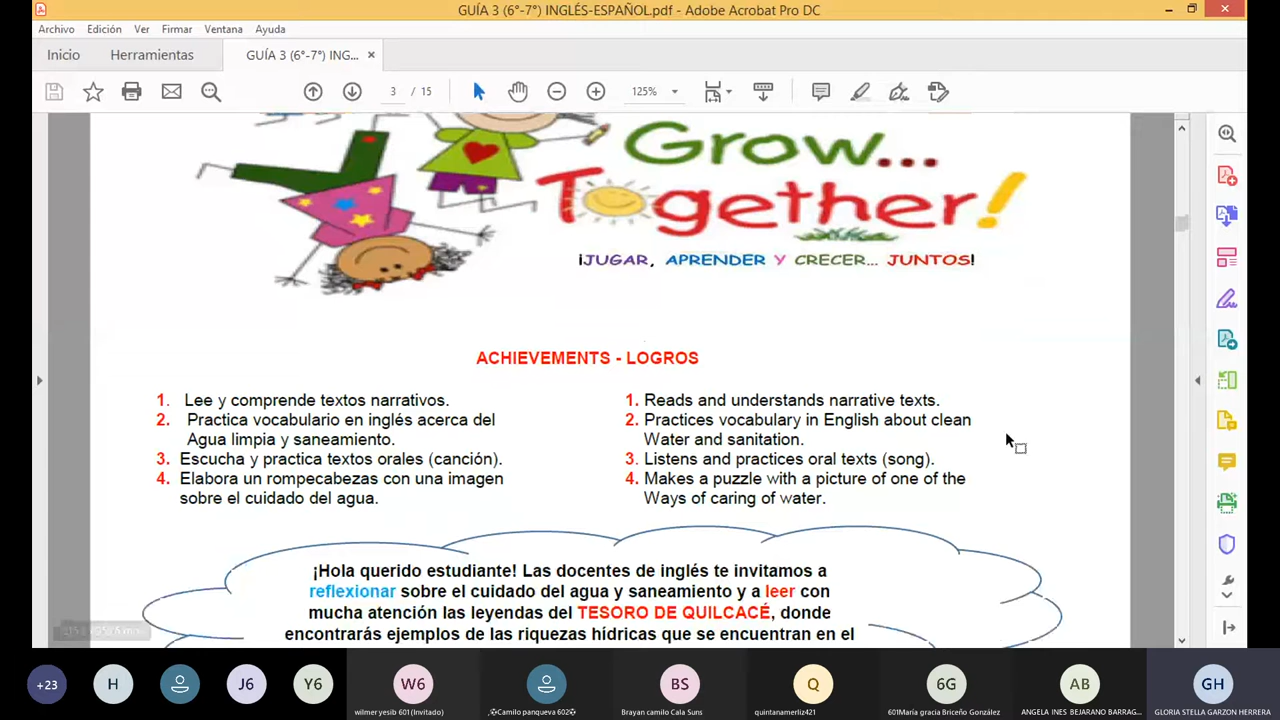 GUÍA 3 (6°-7°) INGLÉS-ESPAÑOL.pdf - Adobe Acrobat Pro DC
Archivo Edición Ver Firmar Ventana Ayuda
Inicio Herramientas GUÍA 3 (6°-7°) ING... ×
3 / 15 125%
Grow...
Together!
¡JUGAR, APRENDER Y CRECER... JUNTOS!
ACHIEVEMENTS - LOGROS
1. Lee y comprende textos narrativos.
2. Practica vocabulario en inglés acerca del
Agua limpia y saneamiento.
3. Escucha y practica textos orales (canción).
4. Elabora un rompecabezas con una imagen
sobre el cuidado del agua.
1. Reads and understands narrative texts.
2. Practices vocabulary in English about clean
Water and sanitation.
3. Listens and practices oral texts (song).
4. Makes a puzzle with a picture of one of the
Ways of caring of water.
¡Hola querido estudiante! Las docentes de inglés te invitamos a
reflexionar sobre el cuidado del agua y saneamiento y a leer con
mucha atención las leyendas del TESORO DE QUILCACÉ, donde
encontrarás ejemplos de las riquezas hídricas que se encuentran en el
+23 H J6 Y6 W6 BS Q 6G AB GH
wilmer yesib 601(Invitado) Camilo panqueva 602 Brayan camilo Cala Suns quintanamerliz421 601María gracia Briceño González ANGELA INES BEJARANO BARRAG... GLORIA STELLA GARZON HERRERA